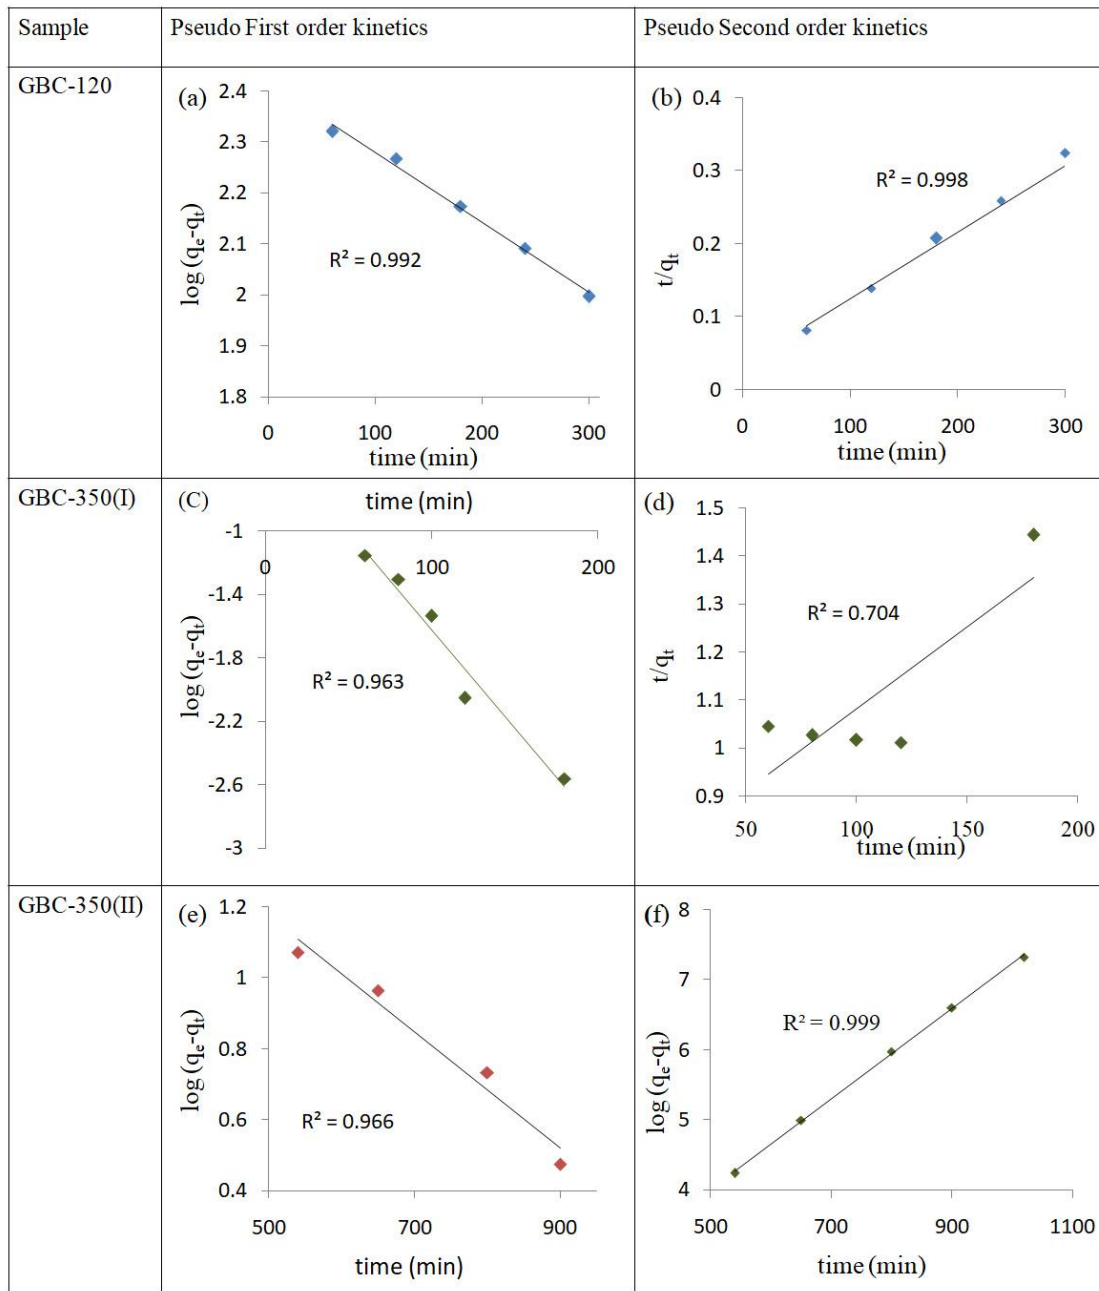 Sample
Pseudo First order kinetics
Pseudo Second order kinetics
GBC-120
(a)
2.4
2.3
2.2
2.1
2
1.9
1.8
log (qₑ-qₜ)
R² = 0.992
0 100 200 300
time (min)
(b)
0.4
0.3
0.2
0.1
0
t/qₜ
R² = 0.998
0 100 200 300
time (min)
GBC-350(I)
(C)
time (min)
-1
-1.4
-1.8
-2.2
-2.6
-3
0 100 200
log (qₑ-qₜ)
R² = 0.963
(d)
1.5
1.4
1.3
1.2
1.1
1
0.9
t/qₜ
R² = 0.704
50 100 150 200
time (min)
GBC-350(II)
(e)
1.2
1
0.8
0.6
0.4
log (qₑ-qₜ)
R² = 0.966
500 700 900
time (min)
(f)
8
7
6
5
4
log (qₑ-qₜ)
R² = 0.999
500 700 900 1100
time (min)